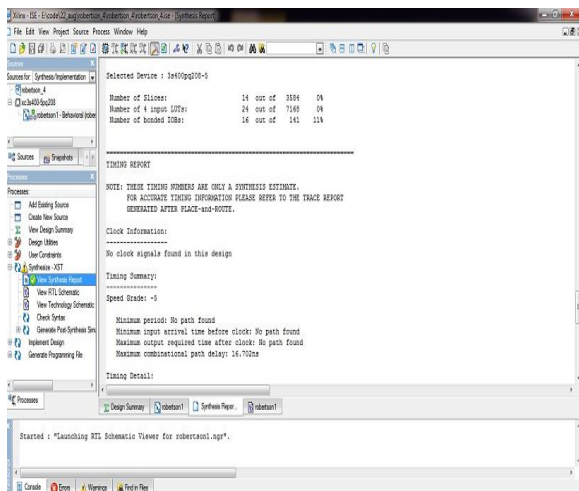 Xilinx - ISE - E:\code\22_aug\robertson_4\robertson_4\robertson_4.ise - [Synthesis Report]
File Edit View Project Source Process Window Help
Sources
Sources for: Synthesis/Implementation
robertson_4
xc3s400-5pq208
robertson1 - Behavioral (rober
Sources Snapshots
Processes
Processes:
Add Existing Source
Create New Source
View Design Summary
Design Utilities
User Constraints
Synthesize - XST
View Synthesis Report
View RTL Schematic
View Technology Schematic
Check Syntax
Generate Post-Synthesis Sim
Implement Design
Generate Programming File
Processes
Selected Device : 3s400pq208-5
Number of Slices: 14 out of 3584 0%
Number of 4 input LUTs: 24 out of 7168 0%
Number of bonded IOBs: 16 out of 141 11%
TIMING REPORT
NOTE: THESE TIMING NUMBERS ARE ONLY A SYNTHESIS ESTIMATE.
FOR ACCURATE TIMING INFORMATION PLEASE REFER TO THE TRACE REPORT
GENERATED AFTER PLACE-and-ROUTE.
Clock Information:
No clock signals found in this design
Timing Summary:
Speed Grade: -5
Minimum period: No path found
Minimum input arrival time before clock: No path found
Maximum output required time after clock: No path found
Maximum combinational path delay: 16.702ns
Timing Detail:
Design Summary robertson1 Synthesis Repor... robertson1
Started : "Launching RTL Schematic Viewer for robertson1.ngr".
Console Errors Warnings Find in Files